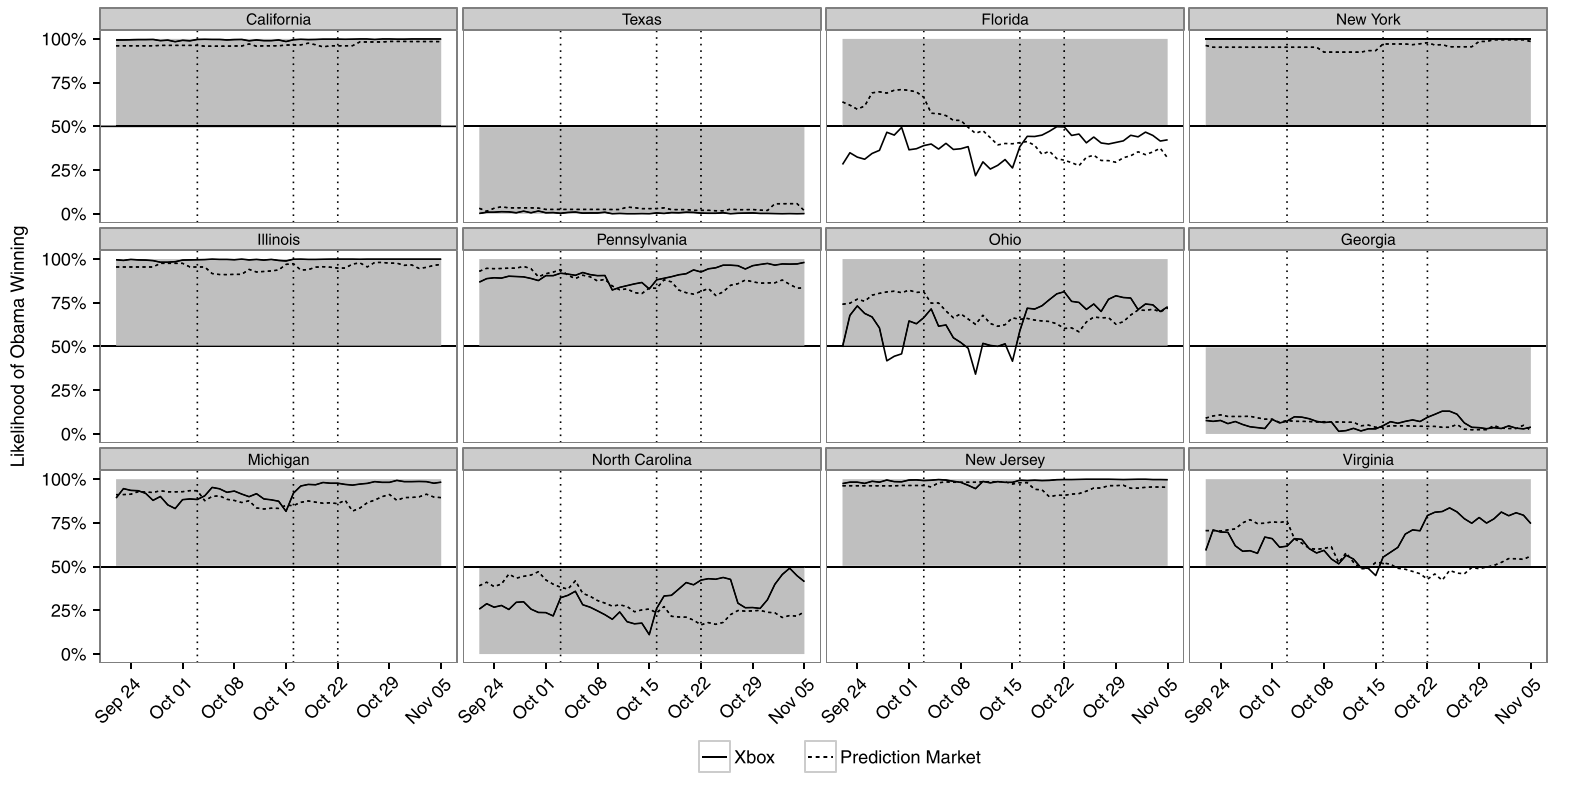 California Texas Florida New York
100%
75%
50%
25%
0%
Illinois Pennsylvania Ohio Georgia
100%
75%
50%
25%
0%
Michigan North Carolina New Jersey Virginia
100%
75%
50%
25%
0%
Likelihood of Obama Winning
Sep 24 Oct 01 Oct 08 Oct 15 Oct 22 Oct 29 Nov 05 Sep 24 Oct 01 Oct 08 Oct 15 Oct 22 Oct 29 Nov 05 Sep 24 Oct 01 Oct 08 Oct 15 Oct 22 Oct 29 Nov 05 Sep 24 Oct 01 Oct 08 Oct 15 Oct 22 Oct 29 Nov 05
Xbox Prediction Market